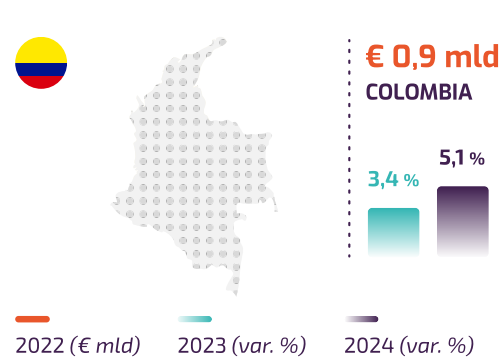 € 0,9 mld
COLOMBIA
5,1 %
3,4 %
2022 (€ mld)
2023 (var. %)
2024 (var. %)